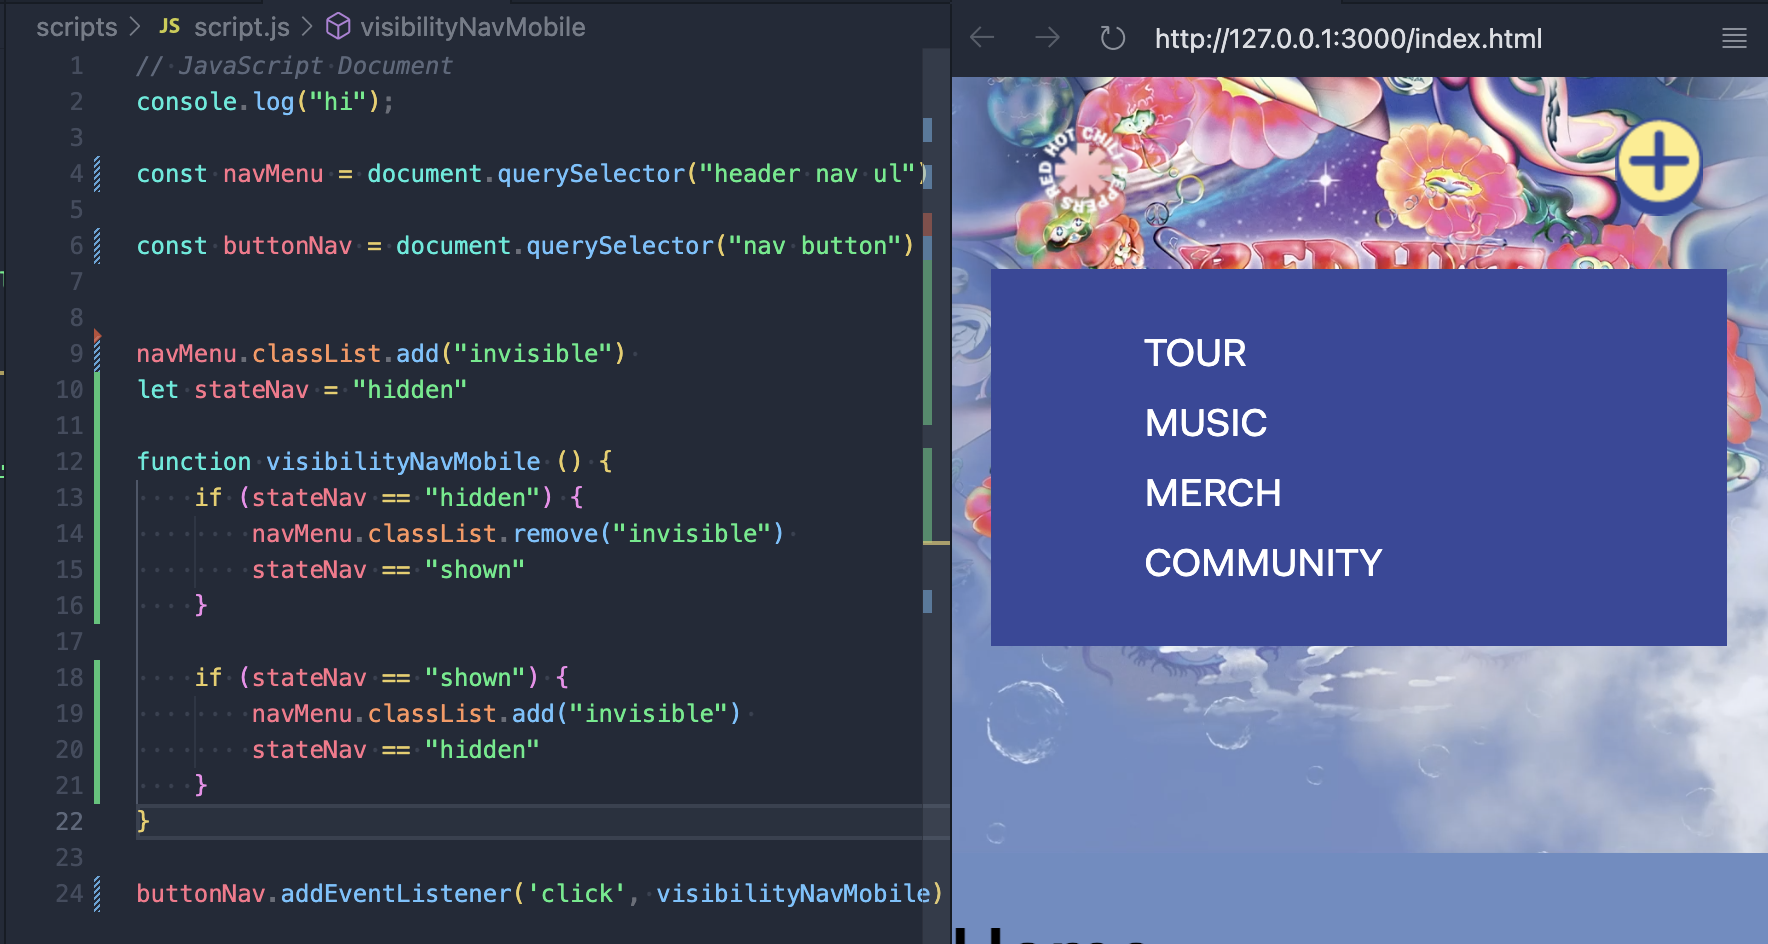 scripts > JS script.js > visibilityNavMobile
1 // JavaScript Document
2 console.log("hi");
3
4 const navMenu = document.querySelector("header nav ul")
5
6 const buttonNav = document.querySelector("nav button")
7
8
9 navMenu.classList.add("invisible")
10 let stateNav = "hidden"
11
12 function visibilityNavMobile () {
13 if (stateNav == "hidden") {
14 navMenu.classList.remove("invisible")
15 stateNav == "shown"
16 }
17
18 if (stateNav == "shown") {
19 navMenu.classList.add("invisible")
20 stateNav == "hidden"
21 }
22 }
23
24 buttonNav.addEventListener('click', visibilityNavMobile)
http://127.0.0.1:3000/index.html
RED HOT CHILI PEPPERS
RED HOT
TOUR
MUSIC
MERCH
COMMUNITY
Home